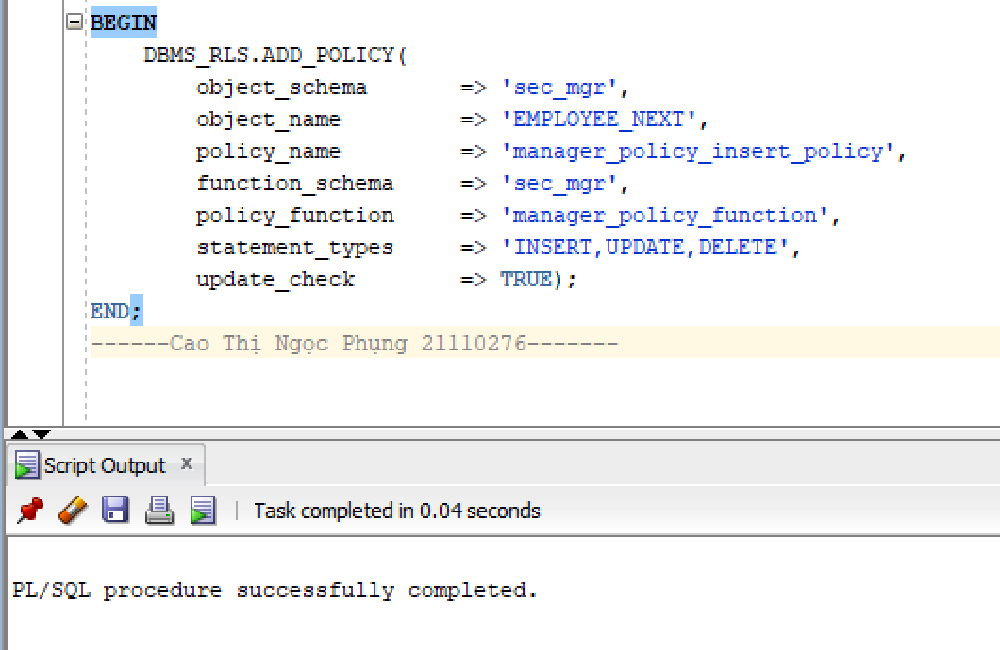 BEGIN
DBMS_RLS.ADD_POLICY(
object_schema => 'sec_mgr',
object_name => 'EMPLOYEE_NEXT',
policy_name => 'manager_policy_insert_policy',
function_schema => 'sec_mgr',
policy_function => 'manager_policy_function',
statement_types => 'INSERT,UPDATE,DELETE',
update_check => TRUE);
END;
------Cao Thị Ngọc Phụng 21110276-------
Script Output x
Task completed in 0.04 seconds
PL/SQL procedure successfully completed.